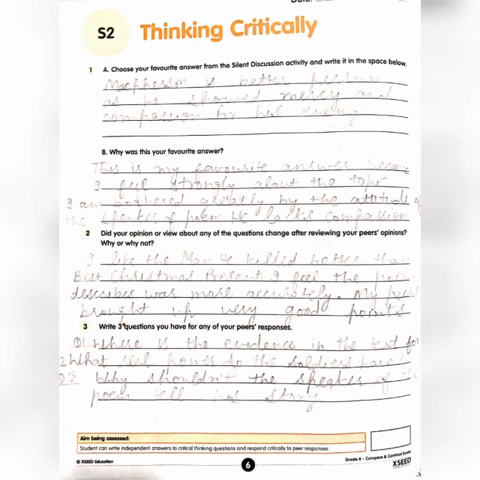 S2 Thinking Critically
1 A. Choose your favourite answer from the Silent Discussion activity and write it in the space below.
Macpherson is better person
as he showed mercy and
compassion for his enemy
B. Why was this your favourite answer?
This is my favourite answer because
I feel strongly about the topic
I am bothered greatly by the attitude of
the speaker of poem He lacks compassion
2 Did your opinion or view about any of the questions change after reviewing your peers' opinions?
Why or why not?
I like the Man He Killed better than
Best Christmas Present I feel the poem
describes war more accurately. My peers
brought up very good points
3 Write 3 questions you have for any of your peers' responses.
Where is the evidence in the text for
What real power do the soldiers have?
Why shouldn't the speaker of the
poem tell his story
Aim being assessed:
Student can write independent answers to critical thinking questions and respond critically to peer responses.
© XSEED Education
6
Grade 8 – Compare & Contrast Essay
XSEED